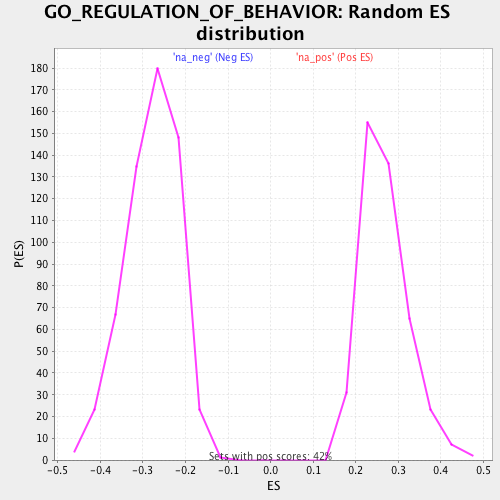 GO_REGULATION_OF_BEHAVIOR: Random ES
distribution
'na_neg' (Neg ES) 'na_pos' (Pos ES)
180
170
160
150
140
130
120
110
100
90
80
70
60
50
40
30
20
10
0
P(ES)
Sets with pos scores: 42%
-0.5 -0.4 -0.3 -0.2 -0.1 0.0 0.1 0.2 0.3 0.4 0.5
ES